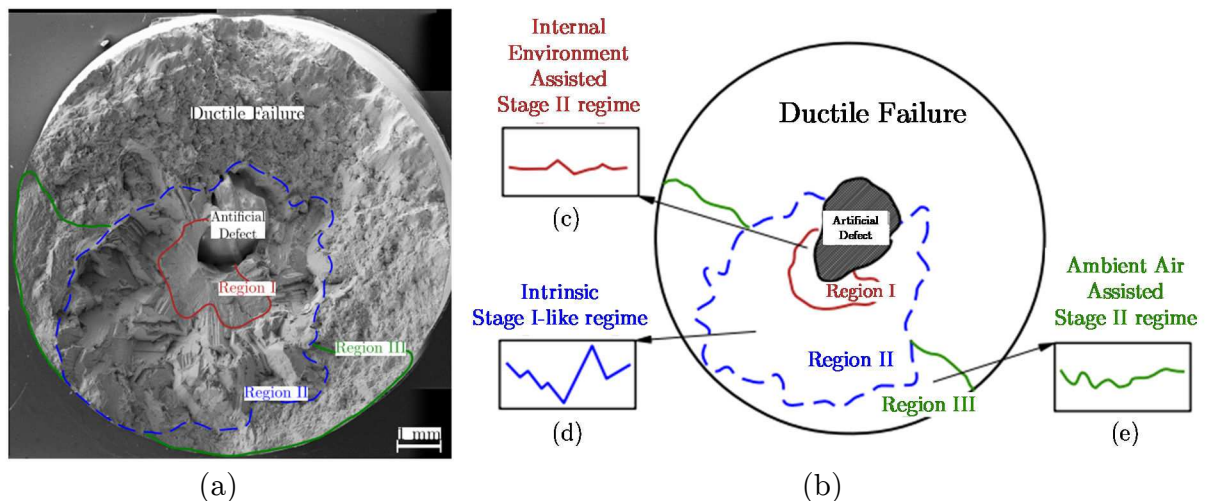 Ductile Failure
Artificial
Defect
Region I
Region III
Region II
1 mm
(a)
Internal
Environment
Assisted
Stage II regime
(c)
Intrinsic
Stage I-like regime
(d)
Ductile Failure
Artificial
Defect
Region I
Region II
Region III
(b)
Ambient Air
Assisted
Stage II regime
(e)